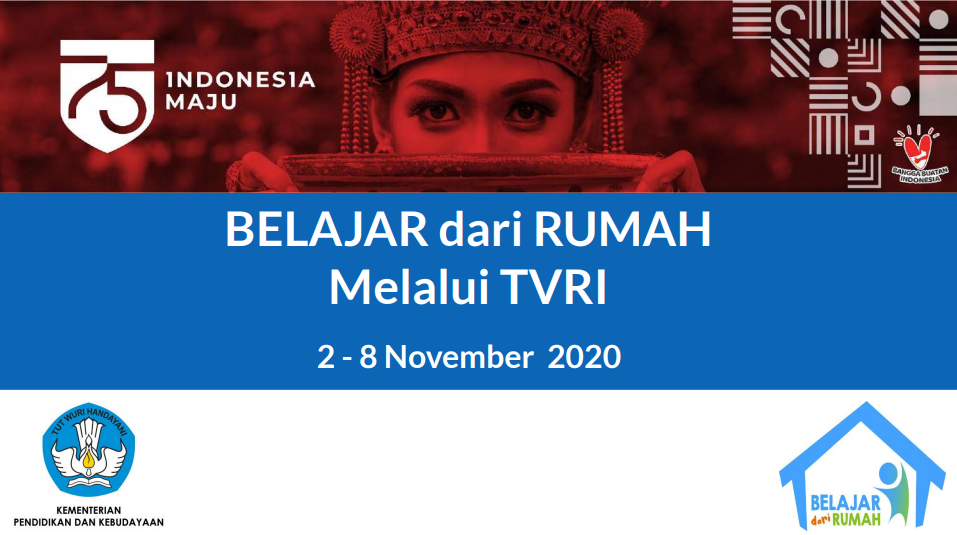 75
INDONESIA
MAJU
BANGGA BUATAN
INDONESIA
BELAJAR dari RUMAH
Melalui TVRI
2 - 8 November 2020
TUT WURI HANDAYANI
KEMENTERIAN
PENDIDIKAN DAN KEBUDAYAAN
BELAJAR
dari RUMAH